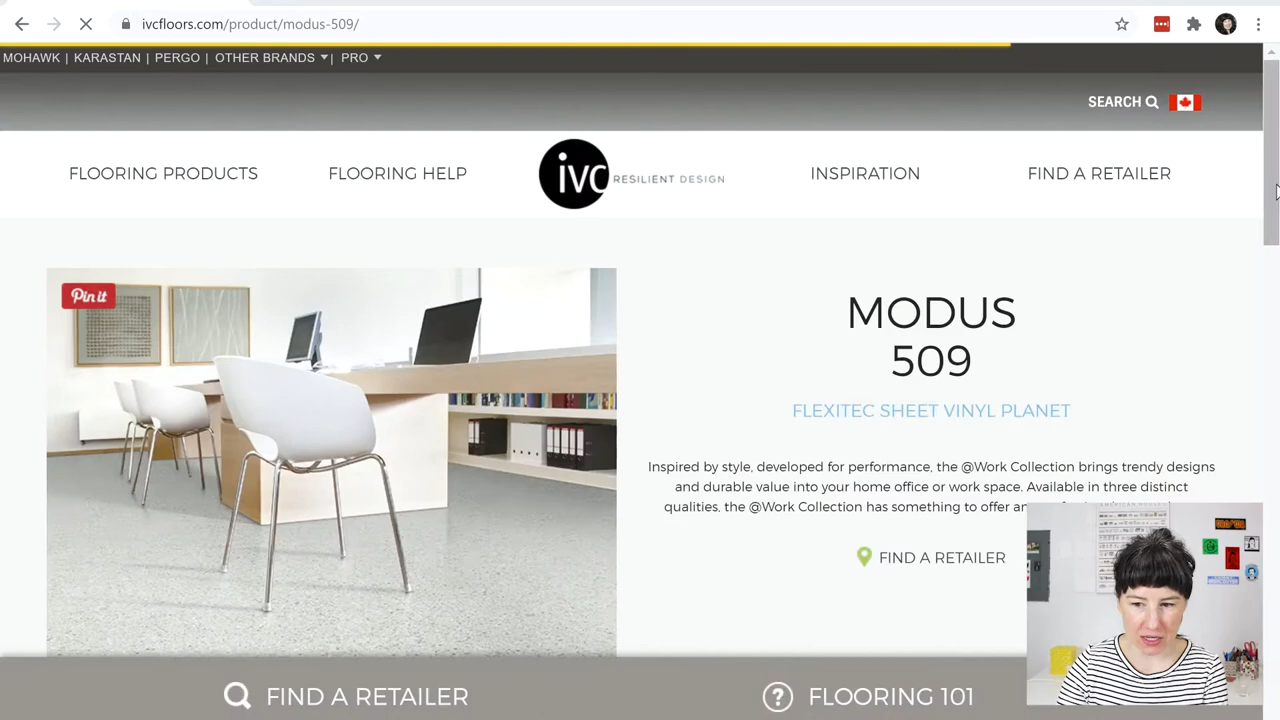 ivcfloors.com/product/modus-509/
MOHAWK | KARASTAN | PERGO | OTHER BRANDS | PRO
SEARCH
FLOORING PRODUCTS
FLOORING HELP
ivc RESILIENT DESIGN
INSPIRATION
FIND A RETAILER
Pin it
MODUS
509
FLEXITEC SHEET VINYL PLANET
Inspired by style, developed for performance, the @Work Collection brings trendy designs
and durable value into your home office or work space. Available in three distinct
qualities, the @Work Collection has something to offer
FIND A RETAILER
FIND A RETAILER
FLOORING 101